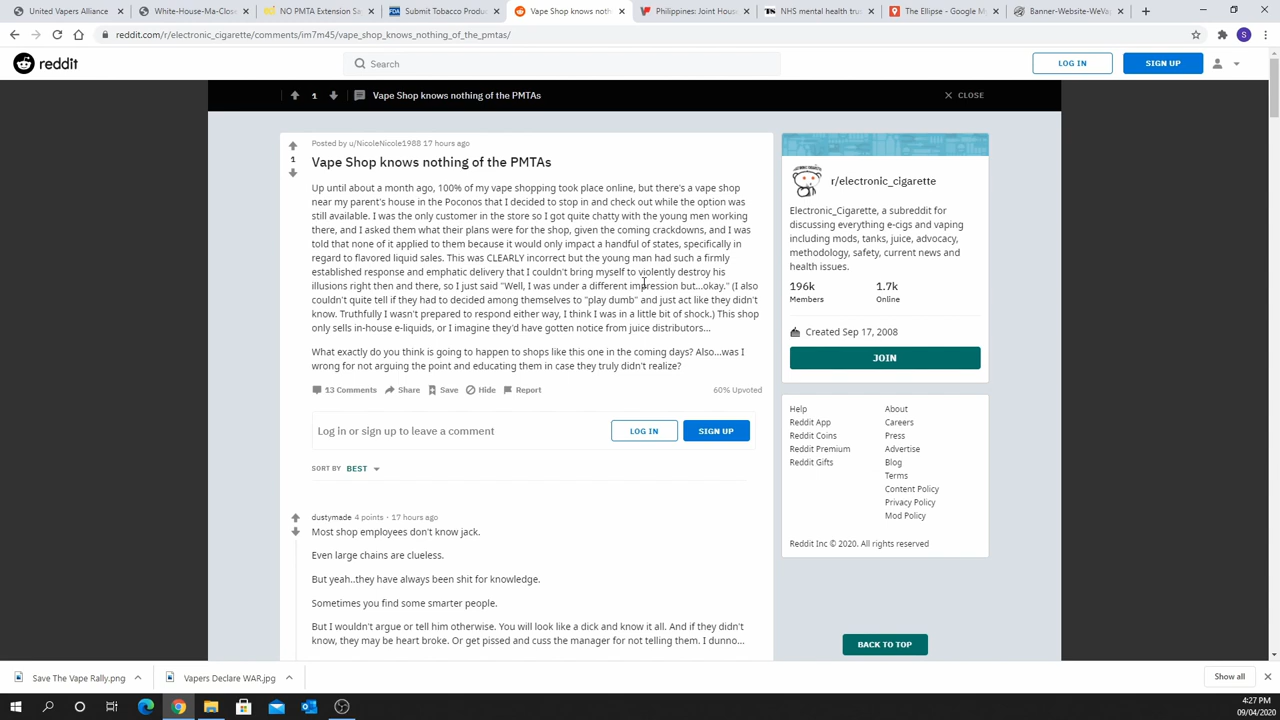 United Vapers Alliance
White-House-Ma-Close
NO PMTA Extension Sa
Submit Tobacco Produc
Vape Shop knows noth
Philippines: Joint House
NHS mental health trus
The Ellipse - Google M
Banner-Website-WeVap
reddit.com/r/electronic_cigarette/comments/im7m45/vape_shop_knows_nothing_of_the_pmtas/
S
reddit
Search
LOG IN
SIGN UP
1
Vape Shop knows nothing of the PMTAs
CLOSE
Posted by u/NicoleNicole1988 17 hours ago
1
Vape Shop knows nothing of the PMTAs
Up until about a month ago, 100% of my vape shopping took place online, but there's a vape shop
near my parent's house in the Poconos that I decided to stop in and check out while the option was
still available. I was the only customer in the store so I got quite chatty with the young men working
there, and I asked them what their plans were for the shop, given the coming crackdowns, and I was
told that none of it applied to them because it would only impact a handful of states, specifically in
regard to flavored liquid sales. This was CLEARLY incorrect but the young man had such a firmly
established response and emphatic delivery that I couldn't bring myself to violently destroy his
illusions right then and there, so I just said "Well, I was under a different impression but...okay." (I also
couldn't quite tell if they had to decided among themselves to "play dumb" and just act like they didn't
know. Truthfully I wasn't prepared to respond either way, I think I was in a little bit of shock.) This shop
only sells in-house e-liquids, or I imagine they'd have gotten notice from juice distributors...
What exactly do you think is going to happen to shops like this one in the coming days? Also...was I
wrong for not arguing the point and educating them in case they truly didn't realize?
13 Comments
Share
Save
Hide
Report
60% Upvoted
Log in or sign up to leave a comment
LOG IN
SIGN UP
SORT BY BEST
dustymade 4 points · 17 hours ago
Most shop employees don't know jack.
Even large chains are clueless.
But yeah..they have always been shit for knowledge.
Sometimes you find some smarter people.
But I wouldn't argue or tell him otherwise. You will look like a dick and know it all. And if they didn't
know, they may be heart broke. Or get pissed and cuss the manager for not telling them. I dunno...
r/electronic_cigarette
Electronic_Cigarette, a subreddit for
discussing everything e-cigs and vaping
including mods, tanks, juice, advocacy,
methodology, safety, current news and
health issues.
196k
Members
1.7k
Online
Created Sep 17, 2008
JOIN
Help
Reddit App
Reddit Coins
Reddit Premium
Reddit Gifts
About
Careers
Press
Advertise
Blog
Terms
Content Policy
Privacy Policy
Mod Policy
Reddit Inc © 2020. All rights reserved
BACK TO TOP
Save The Vape Rally.png
Vapers Declare WAR.jpg
Show all
4:27 PM
09/04/2020